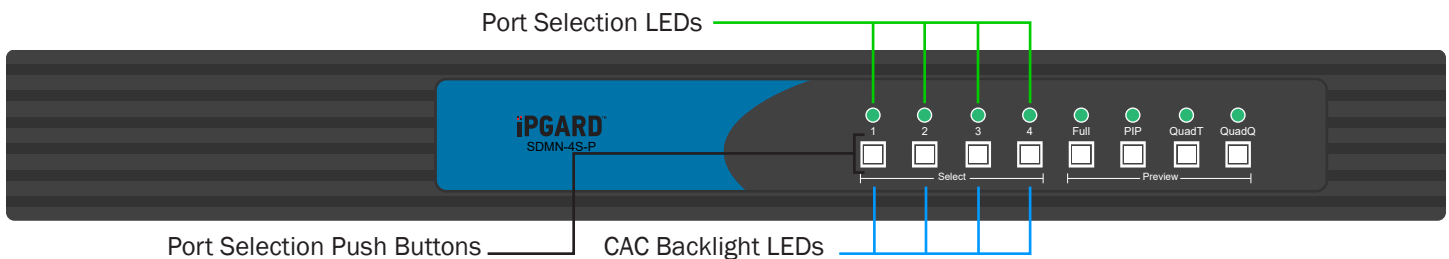 Port Selection LEDs
iPGARD™
SDMN-4S-P
1 2 3 4 Full PIP QuadT QuadQ
Select Preview
Port Selection Push Buttons CAC Backlight LEDs